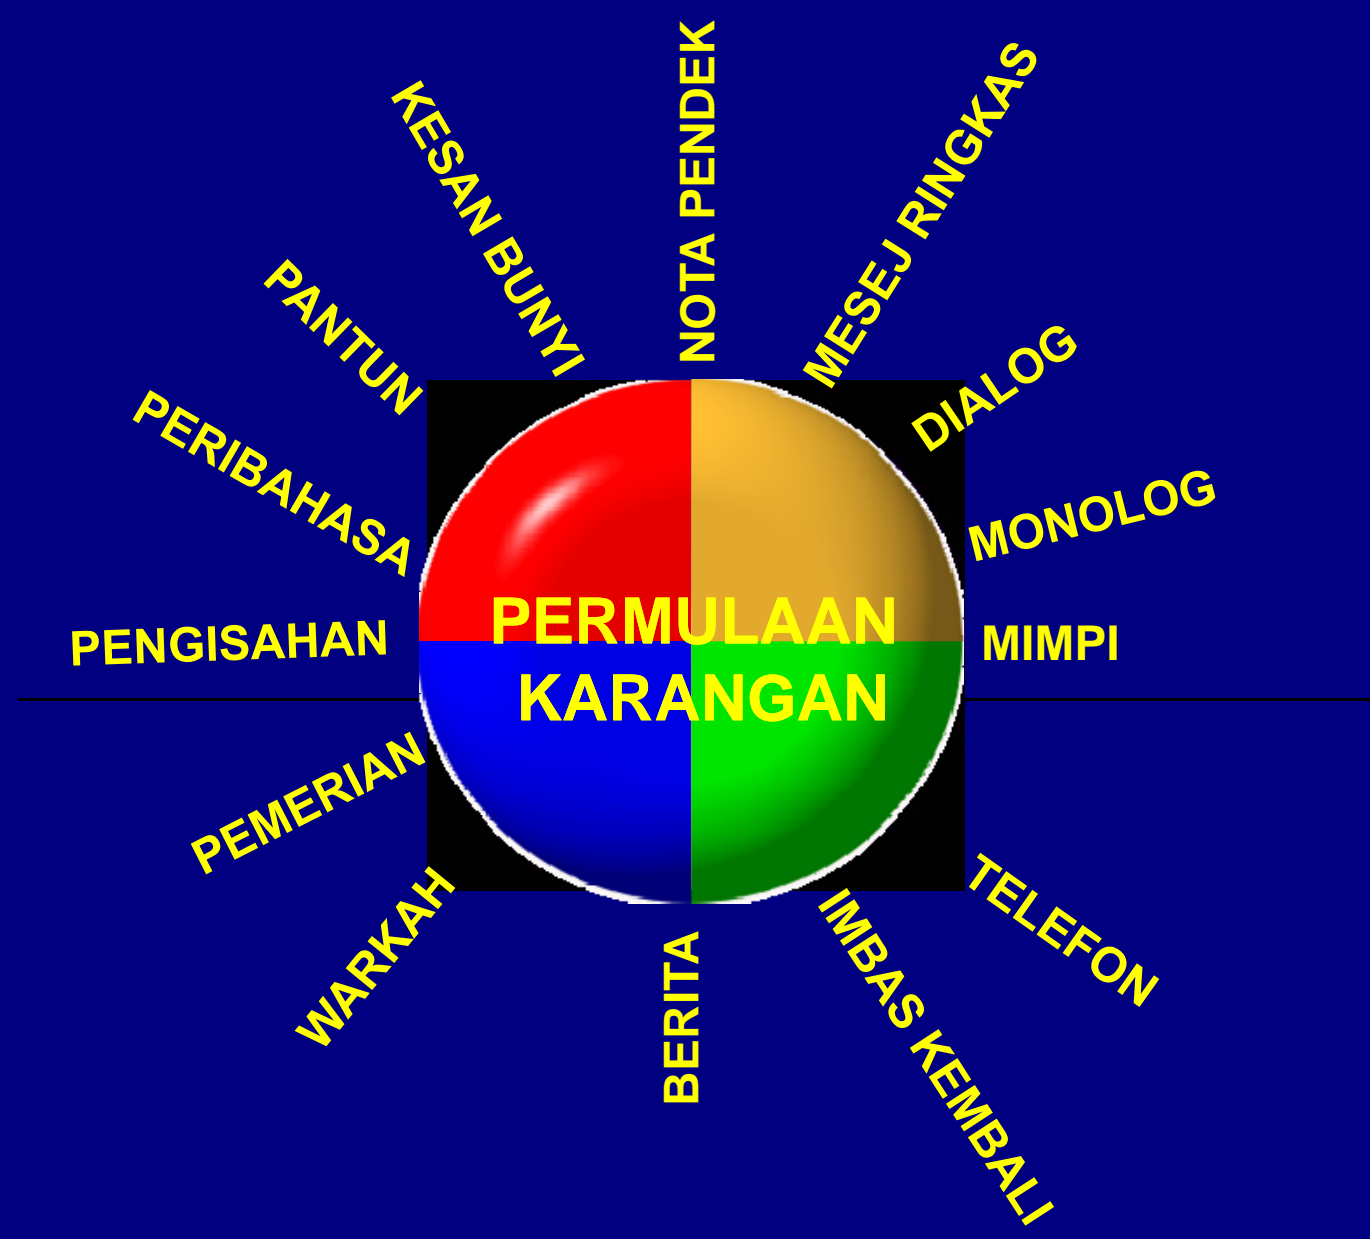 NOTA PENDEK
MESEJ RINGKAS
KESAN BUNYI
PANTUN
DIALOG
PERIBAHASA
MONOLOG
PENGISAHAN
MIMPI
PERMULAAN
KARANGAN
PEMERIAN
TELEFON
WARKAH
IMBAS KEMBALI
BERITA